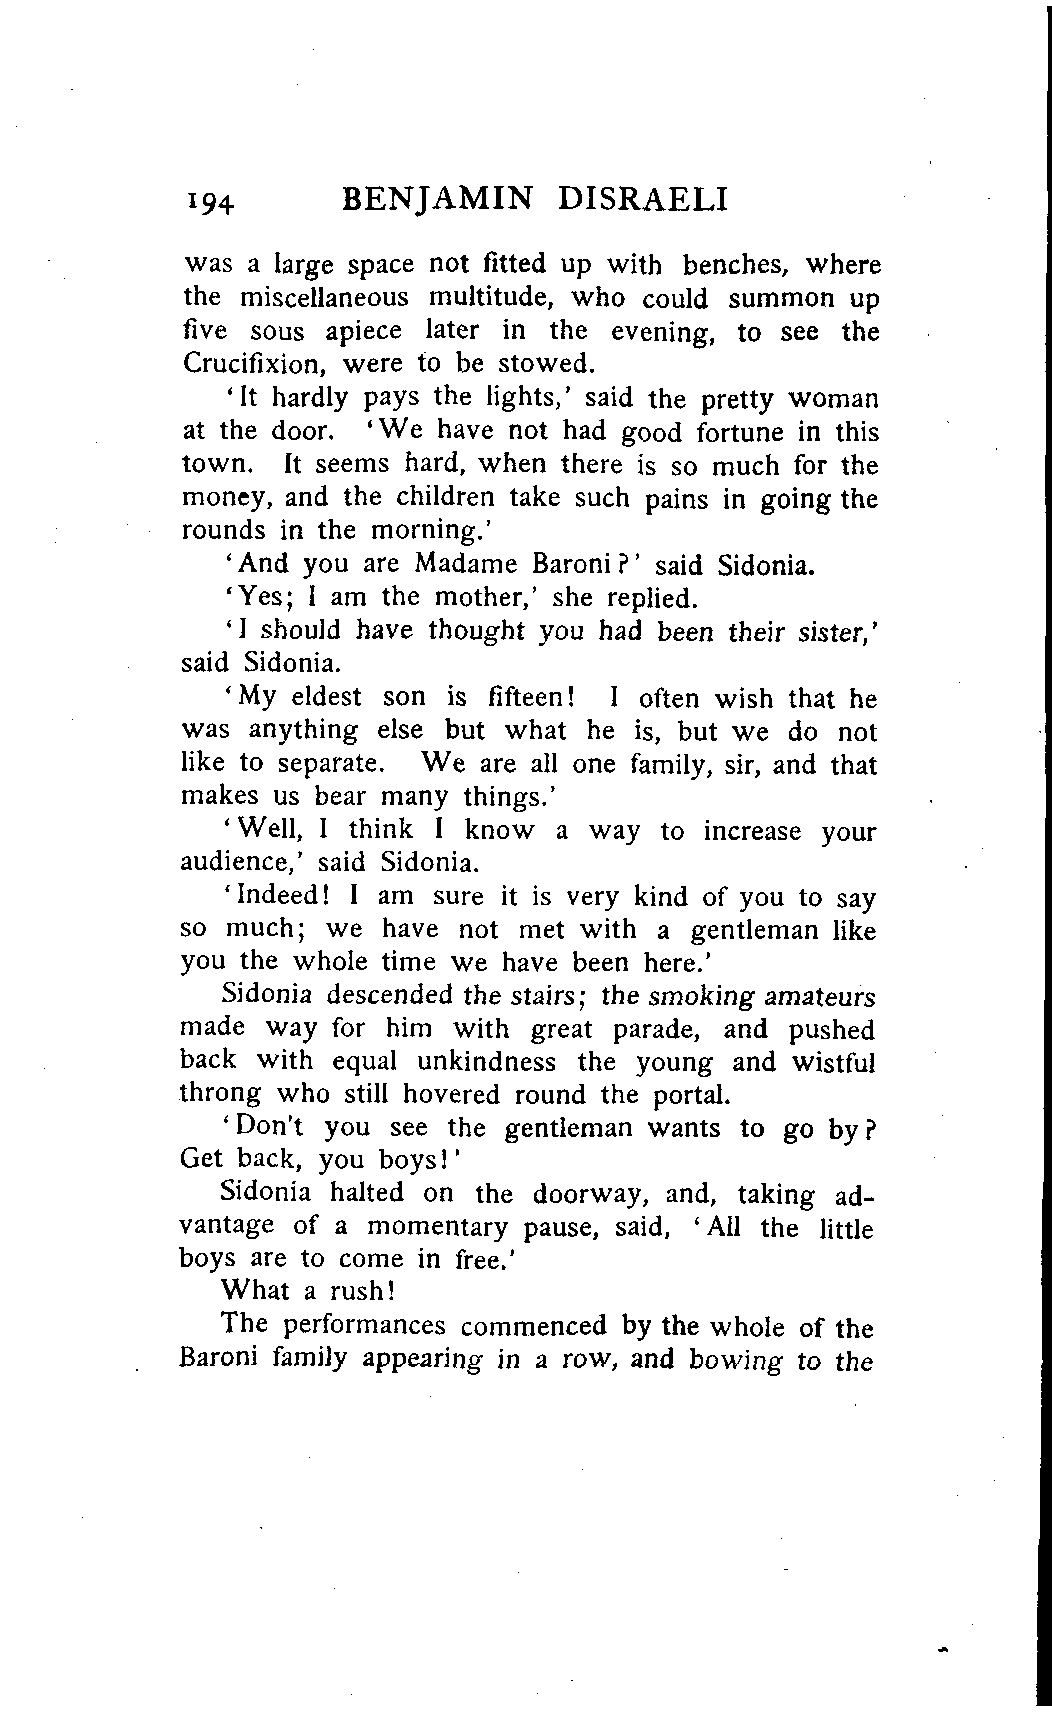 194 BENJAMIN DISRAELI
was a large space not fitted up with benches, where
the miscellaneous multitude, who could summon up
five sous apiece later in the evening, to see the
Crucifixion, were to be stowed.
‘It hardly pays the lights,’ said the pretty woman
at the door. ‘We have not had good fortune in this
town. It seems hard, when there is so much for the
money, and the children take such pains in going the
rounds in the morning.’
‘And you are Madame Baroni?’ said Sidonia.
‘Yes; I am the mother,’ she replied.
‘I should have thought you had been their sister,’
said Sidonia.
‘My eldest son is fifteen! I often wish that he
was anything else but what he is, but we do not
like to separate. We are all one family, sir, and that
makes us bear many things.’
‘Well, I think I know a way to increase your
audience,’ said Sidonia.
‘Indeed! I am sure it is very kind of you to say
so much; we have not met with a gentleman like
you the whole time we have been here.’
Sidonia descended the stairs; the smoking amateurs
made way for him with great parade, and pushed
back with equal unkindness the young and wistful
throng who still hovered round the portal.
‘Don't you see the gentleman wants to go by?
Get back, you boys!’
Sidonia halted on the doorway, and, taking ad-
vantage of a momentary pause, said, ‘All the little
boys are to come in free.’
What a rush!
The performances commenced by the whole of the
Baroni family appearing in a row, and bowing to the